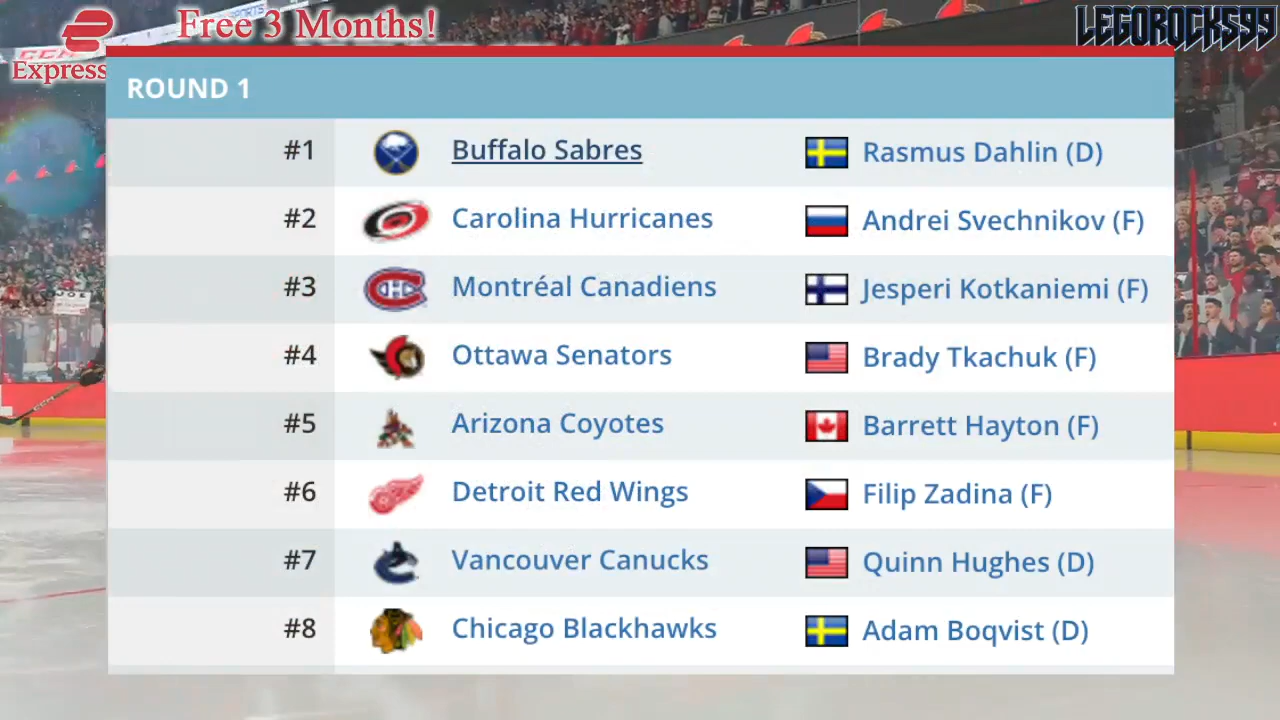 Free 3 Months!
Express
LEGOROCKS99
ROUND 1
#1 Buffalo Sabres Rasmus Dahlin (D)
#2 Carolina Hurricanes Andrei Svechnikov (F)
#3 Montréal Canadiens Jesperi Kotkaniemi (F)
#4 Ottawa Senators Brady Tkachuk (F)
#5 Arizona Coyotes Barrett Hayton (F)
#6 Detroit Red Wings Filip Zadina (F)
#7 Vancouver Canucks Quinn Hughes (D)
#8 Chicago Blackhawks Adam Boqvist (D)